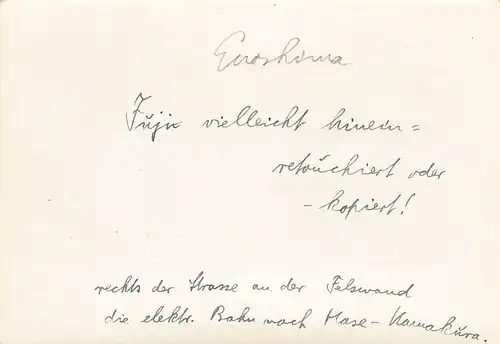 Enoshima
Fuji vielleicht hinein=
retouchiert oder
-kopiert!
rechts der Strasse an der Felswand
die elektr. Bahn nach Hase-Kamakura.